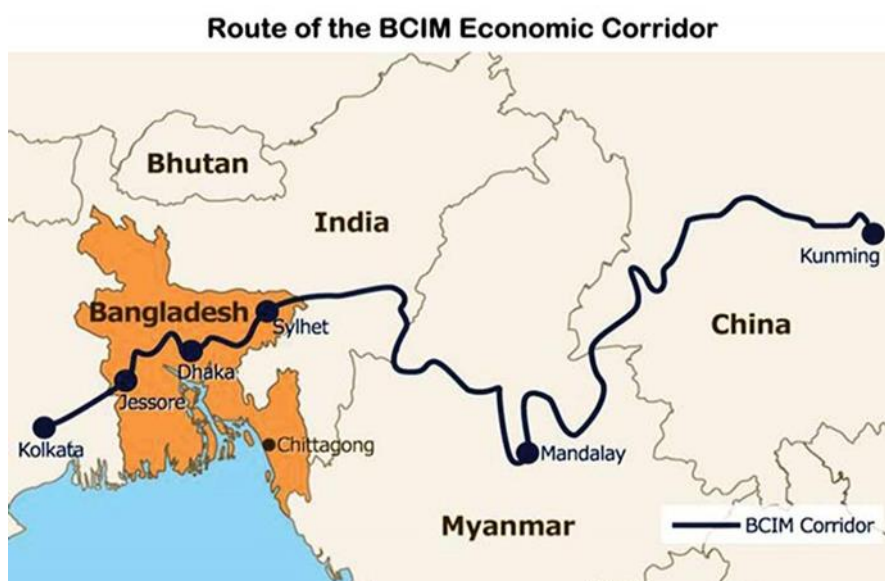 Route of the BCIM Economic Corridor
Bhutan
India
Kunming
Bangladesh
Sylhet
China
Dhaka
Jessore
Kolkata
Chittagong
Mandalay
Myanmar
BCIM Corridor